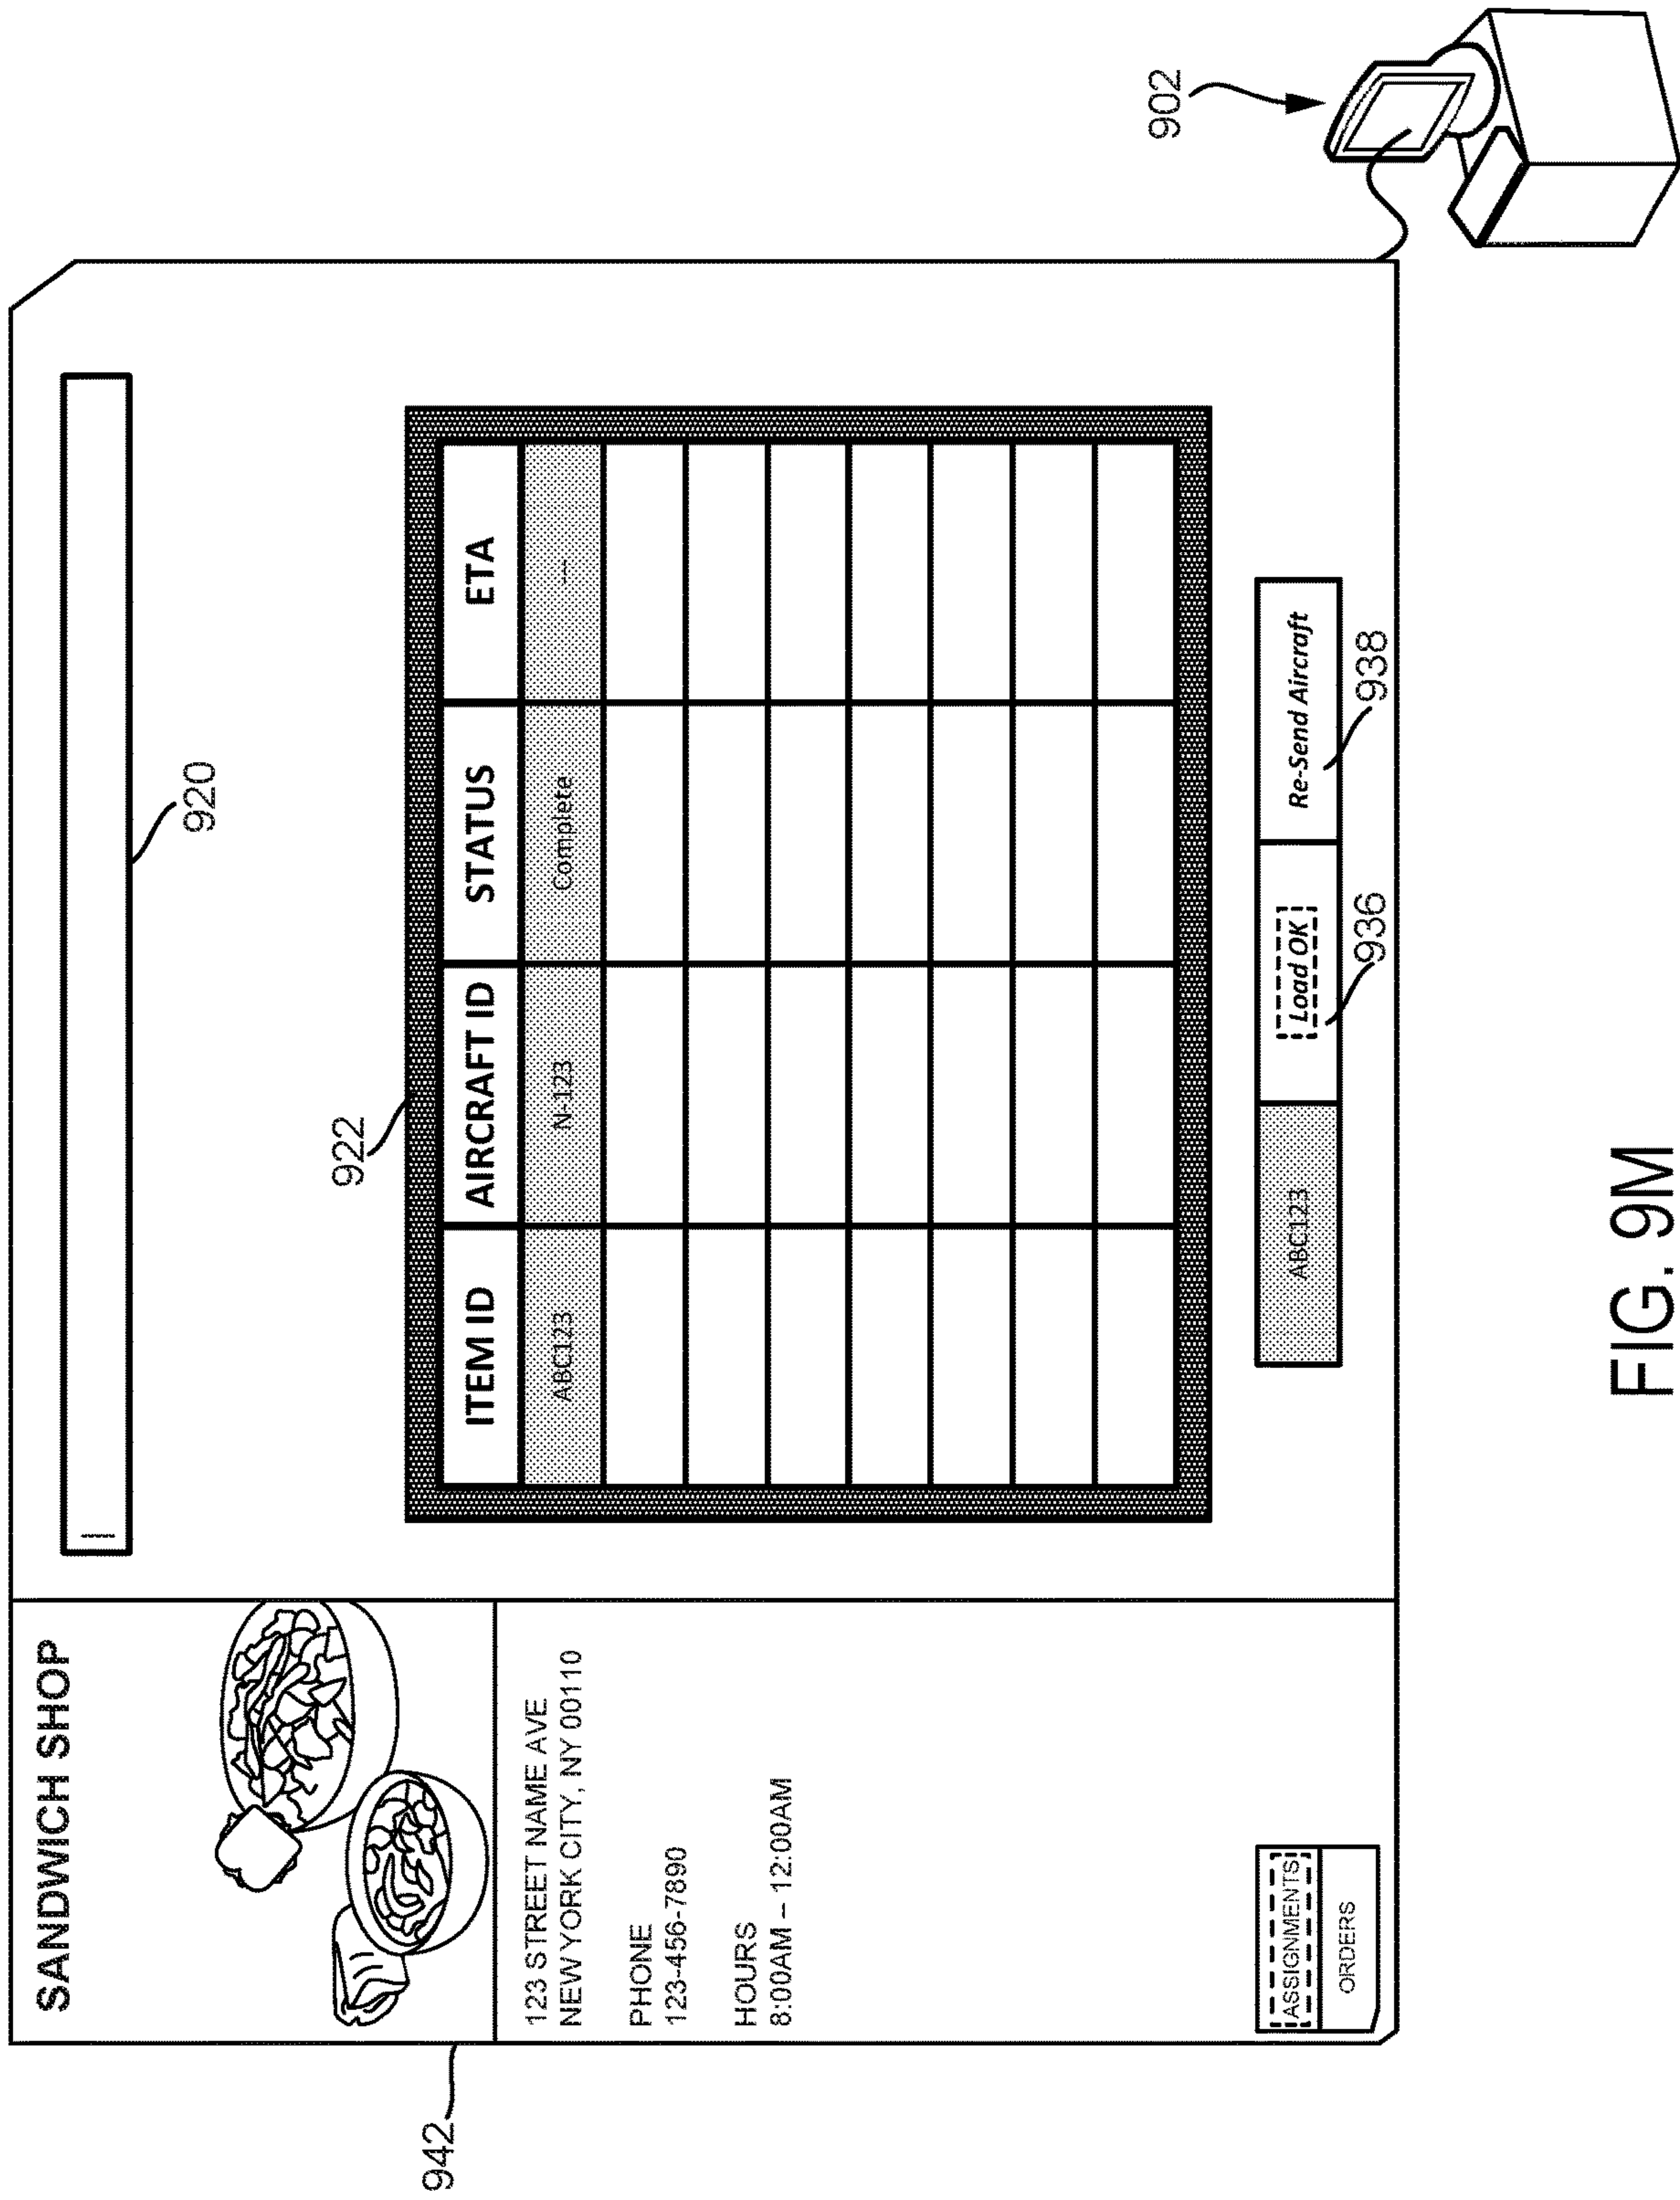 SANDWICH SHOP
123 STREET NAME AVE
NEW YORK CITY, NY 00110
PHONE
123-456-7890
HOURS
8:00AM – 12:00AM
ASSIGNMENTS
ORDERS
942
920
922
ITEM ID AIRCRAFT ID STATUS ETA
ABC123 N-123 Complete ---
ABC123 Load OK Re-Send Aircraft
936 938
902
FIG. 9M